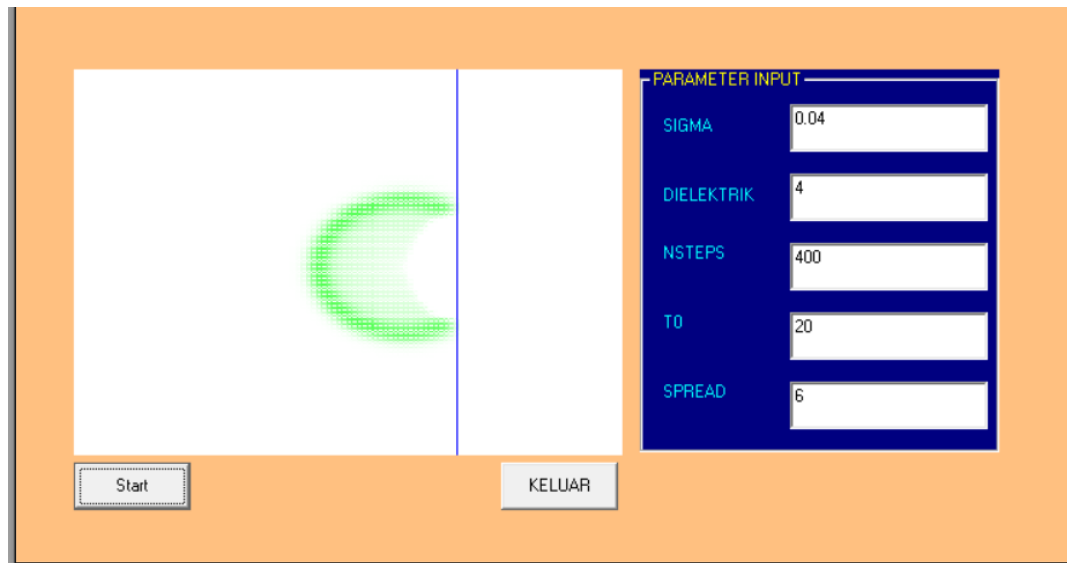 PARAMETER INPUT
SIGMA
0.04
DIELEKTRIK
4
NSTEPS
400
T0
20
SPREAD
6
Start
KELUAR